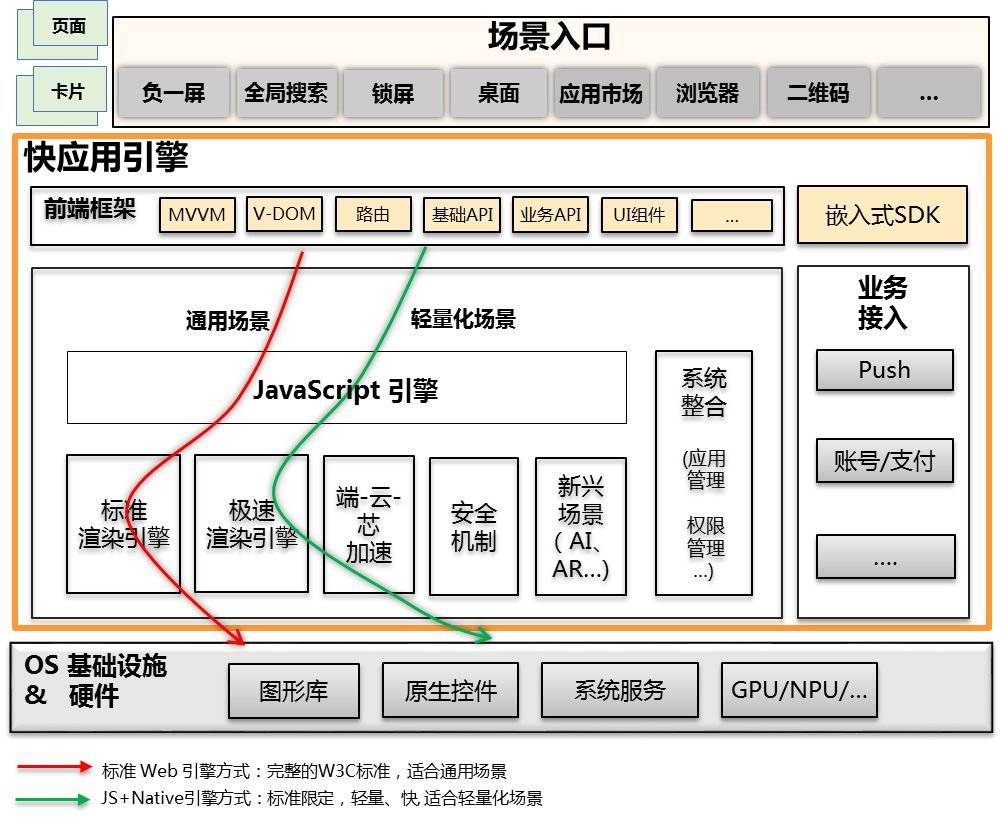 页面
场景入口
卡片
负一屏
全局搜索
锁屏
桌面
应用市场
浏览器
二维码
...
快应用引擎
前端框架
MVVM
V-DOM
路由
基础API
业务API
UI组件
...
嵌入式SDK
通用场景
轻量化场景
JavaScript 引擎
标准
渲染引擎
极速
渲染引擎
端-云-
芯
加速
安全
机制
新兴
场景
（ AI、
AR...)
系统
整合
(应用
管理
权限
管理
...)
业务
接入
Push
账号/支付
....
OS 基础设施
& 硬件
图形库
原生控件
系统服务
GPU/NPU/...
标准 Web 引擎方式：完整的W3C标准，适合通用场景
JS+Native引擎方式：标准限定，轻量、快, 适合轻量化场景